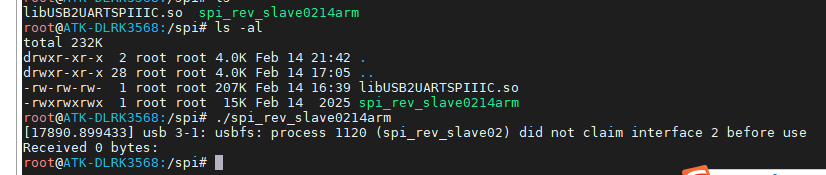 libUSB2UARTSPIIIC.so  spi_rev_slave0214arm
root@ATK-DLRK3568:/spi# ls -al
total 232K
drwxr-xr-x  2 root root 4.0K Feb 14 21:42 .
drwxr-xr-x 28 root root 4.0K Feb 14 17:05 ..
-rw-rw-rw-  1 root root 207K Feb 14 16:39 libUSB2UARTSPIIIC.so
-rwxrwxrwx  1 root root  15K Feb 14  2025 spi_rev_slave0214arm
root@ATK-DLRK3568:/spi# ./spi_rev_slave0214arm
[17890.899433] usb 3-1: usbfs: process 1120 (spi_rev_slave02) did not claim interface 2 before use
Received 0 bytes:
root@ATK-DLRK3568:/spi#